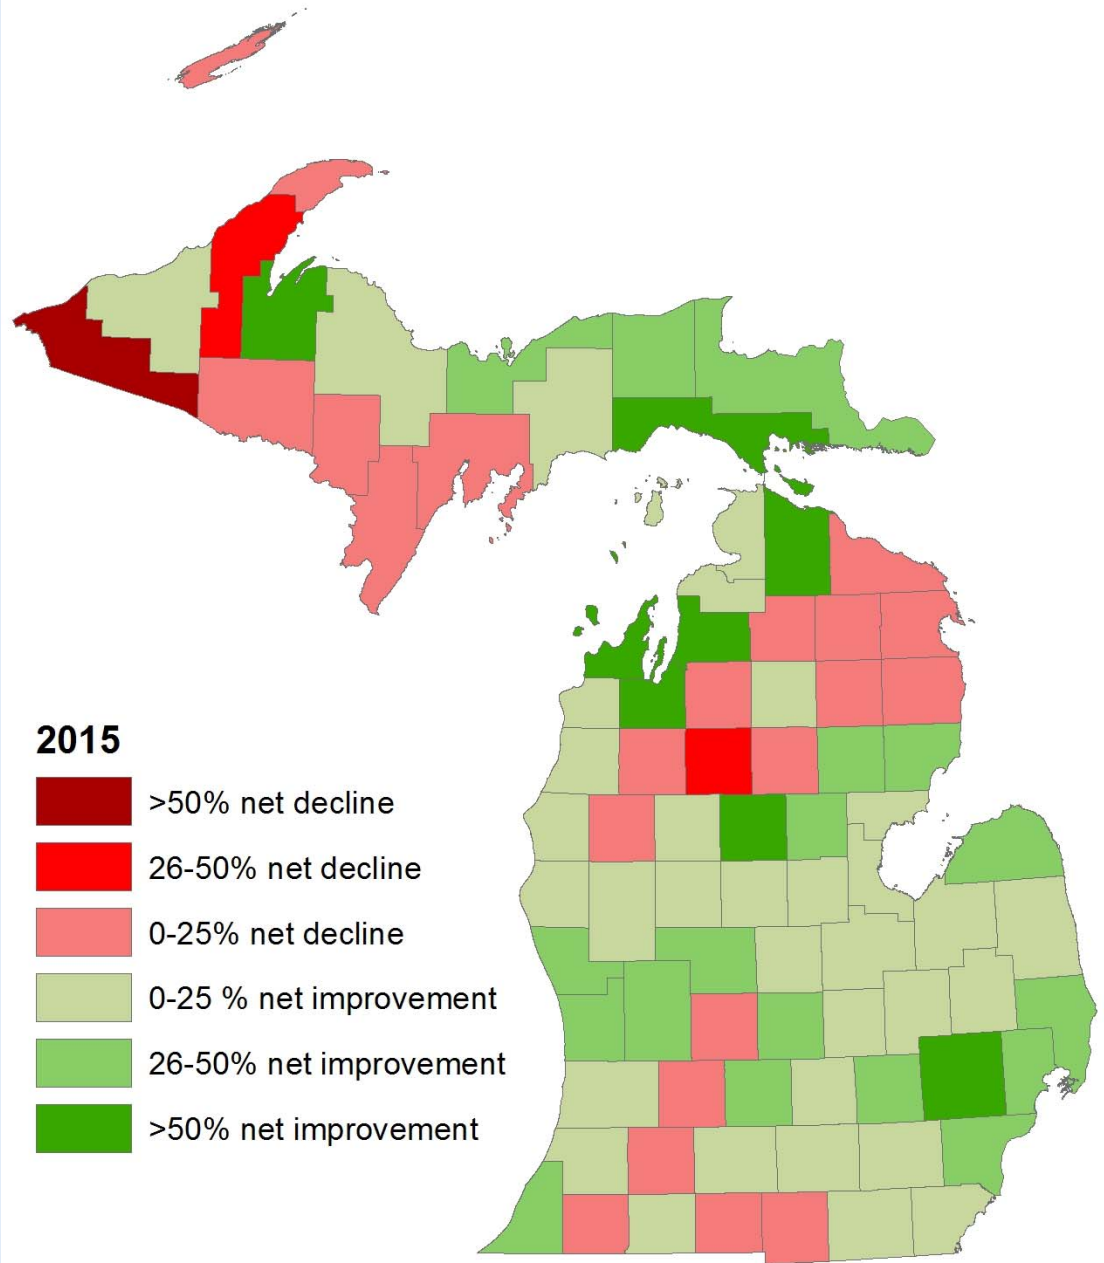 2015
>50% net decline
26-50% net decline
0-25% net decline
0-25 % net improvement
26-50% net improvement
>50% net improvement